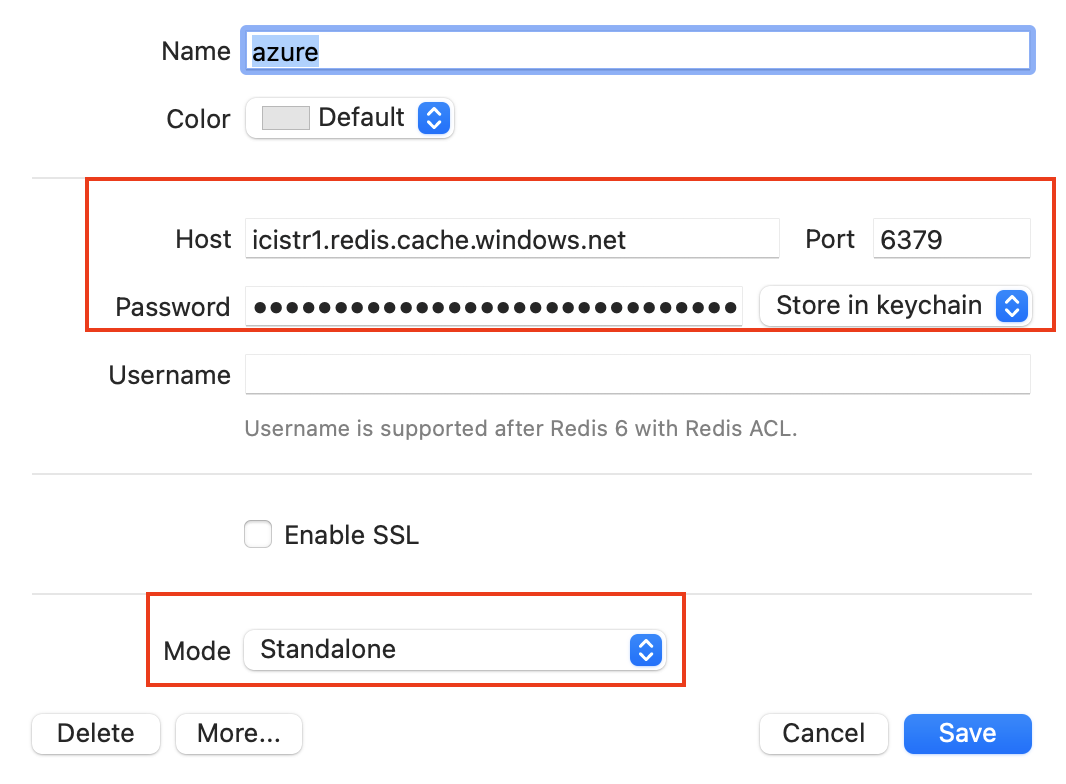 Name azure
Color Default
Host icistr1.redis.cache.windows.net Port 6379
Password ••••••••••••••••••••••••••••• Store in keychain
Username
Username is supported after Redis 6 with Redis ACL.
Enable SSL
Mode Standalone
Delete More... Cancel Save